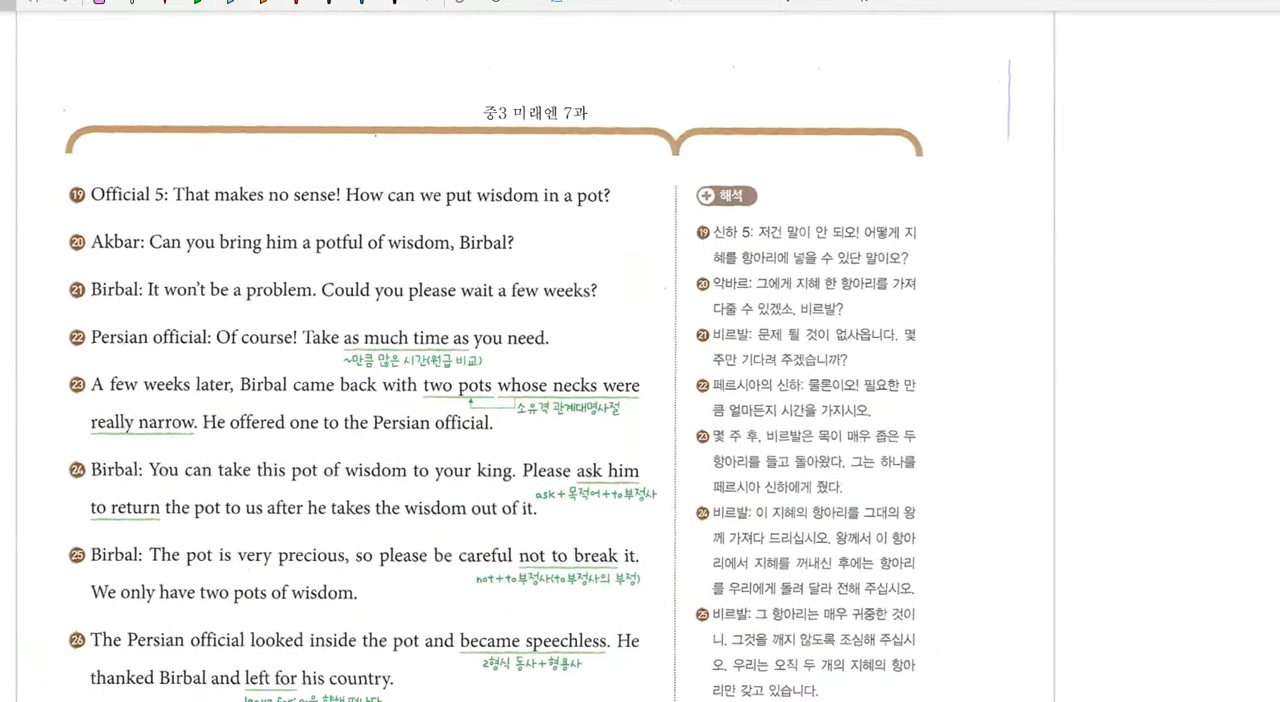 중3 미래엔 7과
⑲ Official 5: That makes no sense! How can we put wisdom in a pot?
⑳ Akbar: Can you bring him a potful of wisdom, Birbal?
㉑ Birbal: It won't be a problem. Could you please wait a few weeks?
㉒ Persian official: Of course! Take as much time as you need.
~만큼 많은 시간(원급 비교)
㉓ A few weeks later, Birbal came back with two pots whose necks were
소유격 관계대명사절
really narrow. He offered one to the Persian official.
㉔ Birbal: You can take this pot of wisdom to your king. Please ask him
ask+목적어+to부정사
to return the pot to us after he takes the wisdom out of it.
㉕ Birbal: The pot is very precious, so please be careful not to break it.
not+to부정사(to부정사의 부정)
We only have two pots of wisdom.
㉖ The Persian official looked inside the pot and became speechless. He
2형식 동사+형용사
thanked Birbal and left for his country.
해석
⑲ 신하 5: 저건 말이 안 되오! 어떻게 지
혜를 항아리에 넣을 수 있단 말이오?
⑳ 악바르: 그에게 지혜 한 항아리를 가져
다줄 수 있겠소, 비르발?
㉑ 비르발: 문제 될 것이 없사옵니다. 몇
주만 기다려 주겠습니까?
㉒ 페르시아의 신하: 물론이오! 필요한 만
큼 얼마든지 시간을 가지시오.
㉓ 몇 주 후, 비르발은 목이 매우 좁은 두
항아리를 들고 돌아왔다. 그는 하나를
페르시아 신하에게 줬다.
㉔ 비르발: 이 지혜의 항아리를 그대의 왕
께 가져다 드리십시오. 왕께서 이 항아
리에서 지혜를 꺼내신 후에는 항아리
를 우리에게 돌려 달라 전해 주십시오.
㉕ 비르발: 그 항아리는 매우 귀중한 것이
니, 그것을 깨지 않도록 조심해 주십시
오. 우리는 오직 두 개의 지혜의 항아
리만 갖고 있습니다.